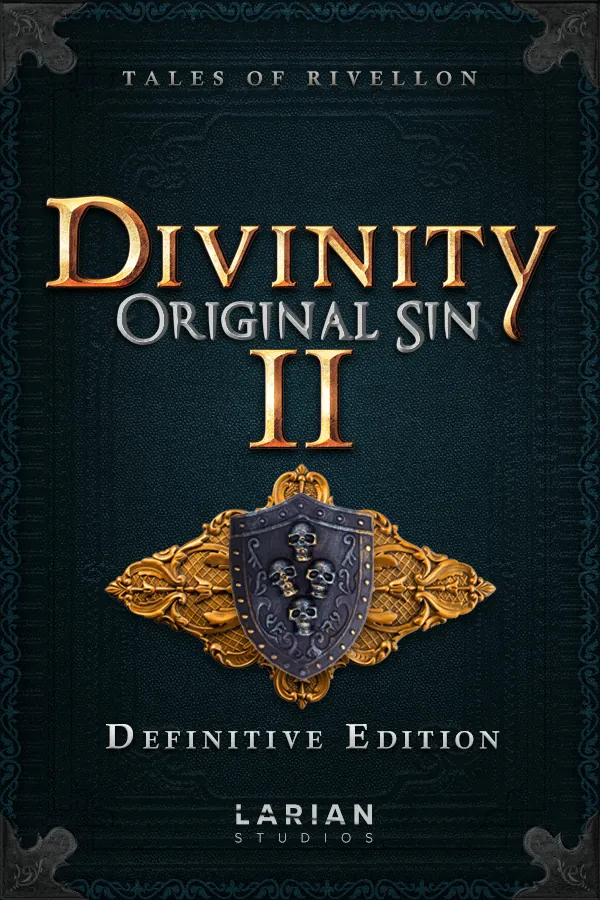 TALES OF RIVELLON
DIVINITY
ORIGINAL SIN
II
DEFINITIVE EDITION
LARIAN
STUDIOS